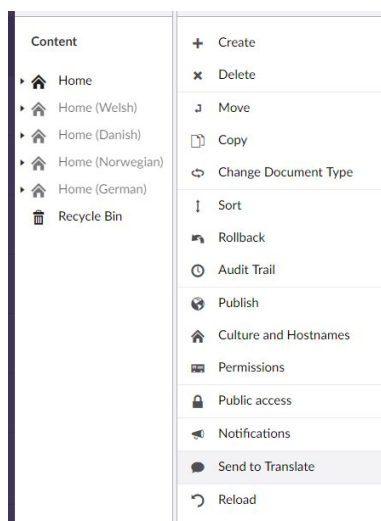 Content
Home
Home (Welsh)
Home (Danish)
Home (Norwegian)
Home (German)
Recycle Bin
Create
Delete
Move
Copy
Change Document Type
Sort
Rollback
Audit Trail
Publish
Culture and Hostnames
Permissions
Public access
Notifications
Send to Translate
Reload